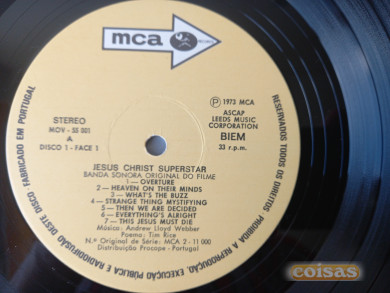 mca RECORDS
STEREO
MOV - SS 001
A
DISCO 1 - FACE 1
Ⓟ 1973 MCA
ASCAP
LEEDS MUSIC
CORPORATION
BIEM
33 r.p.m.
JESUS CHRIST SUPERSTAR
BANDA SONORA ORIGINAL DO FILME
1 — OVERTURE
2 — HEAVEN ON THEIR MINDS
3 — WHAT'S THE BUZZ
4 — STRANGE THING MYSTIFYING
5 — THEN WE ARE DECIDED
6 — EVERYTHING'S ALRIGHT
7 — THIS JESUS MUST DIE
Música: Andrew Lloyd Webber
Poema: Tim Rice
N.º Original de Série: MCA 2 - 11 000
Distribuição Procope - Portugal
RESERVADOS TODOS OS DIREITOS PROIBIDA A REPRODUÇÃO, EXECUÇÃO PÚBLICA E RADIODIFUSÃO DESTE DISCO FABRICADO EM PORTUGAL
coisas